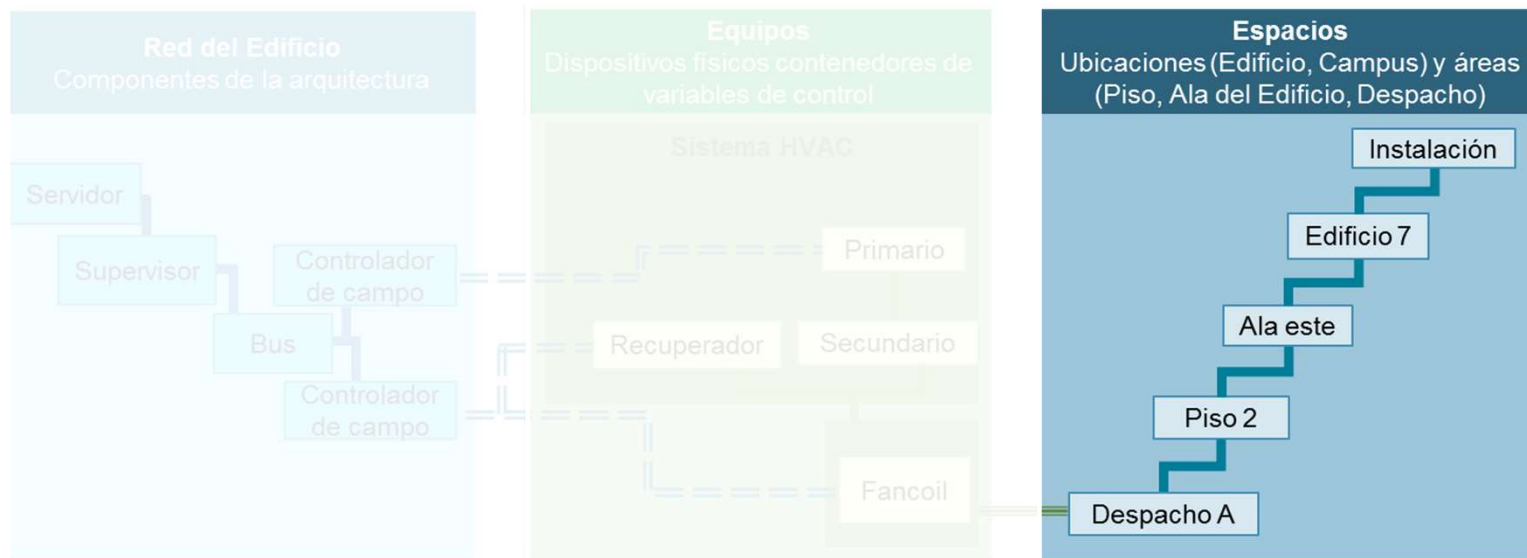 Red del Edificio
Componentes de la arquitectura
Servidor
Supervisor
Bus
Controlador
de campo
Controlador
de campo
Equipos
Dispositivos físicos contenedores de
variables de control
Sistema HVAC
Primario
Recuperador
Secundario
Fancoil
Espacios
Ubicaciones (Edificio, Campus) y áreas
(Piso, Ala del Edificio, Despacho)
Instalación
Edificio 7
Ala este
Piso 2
Despacho A